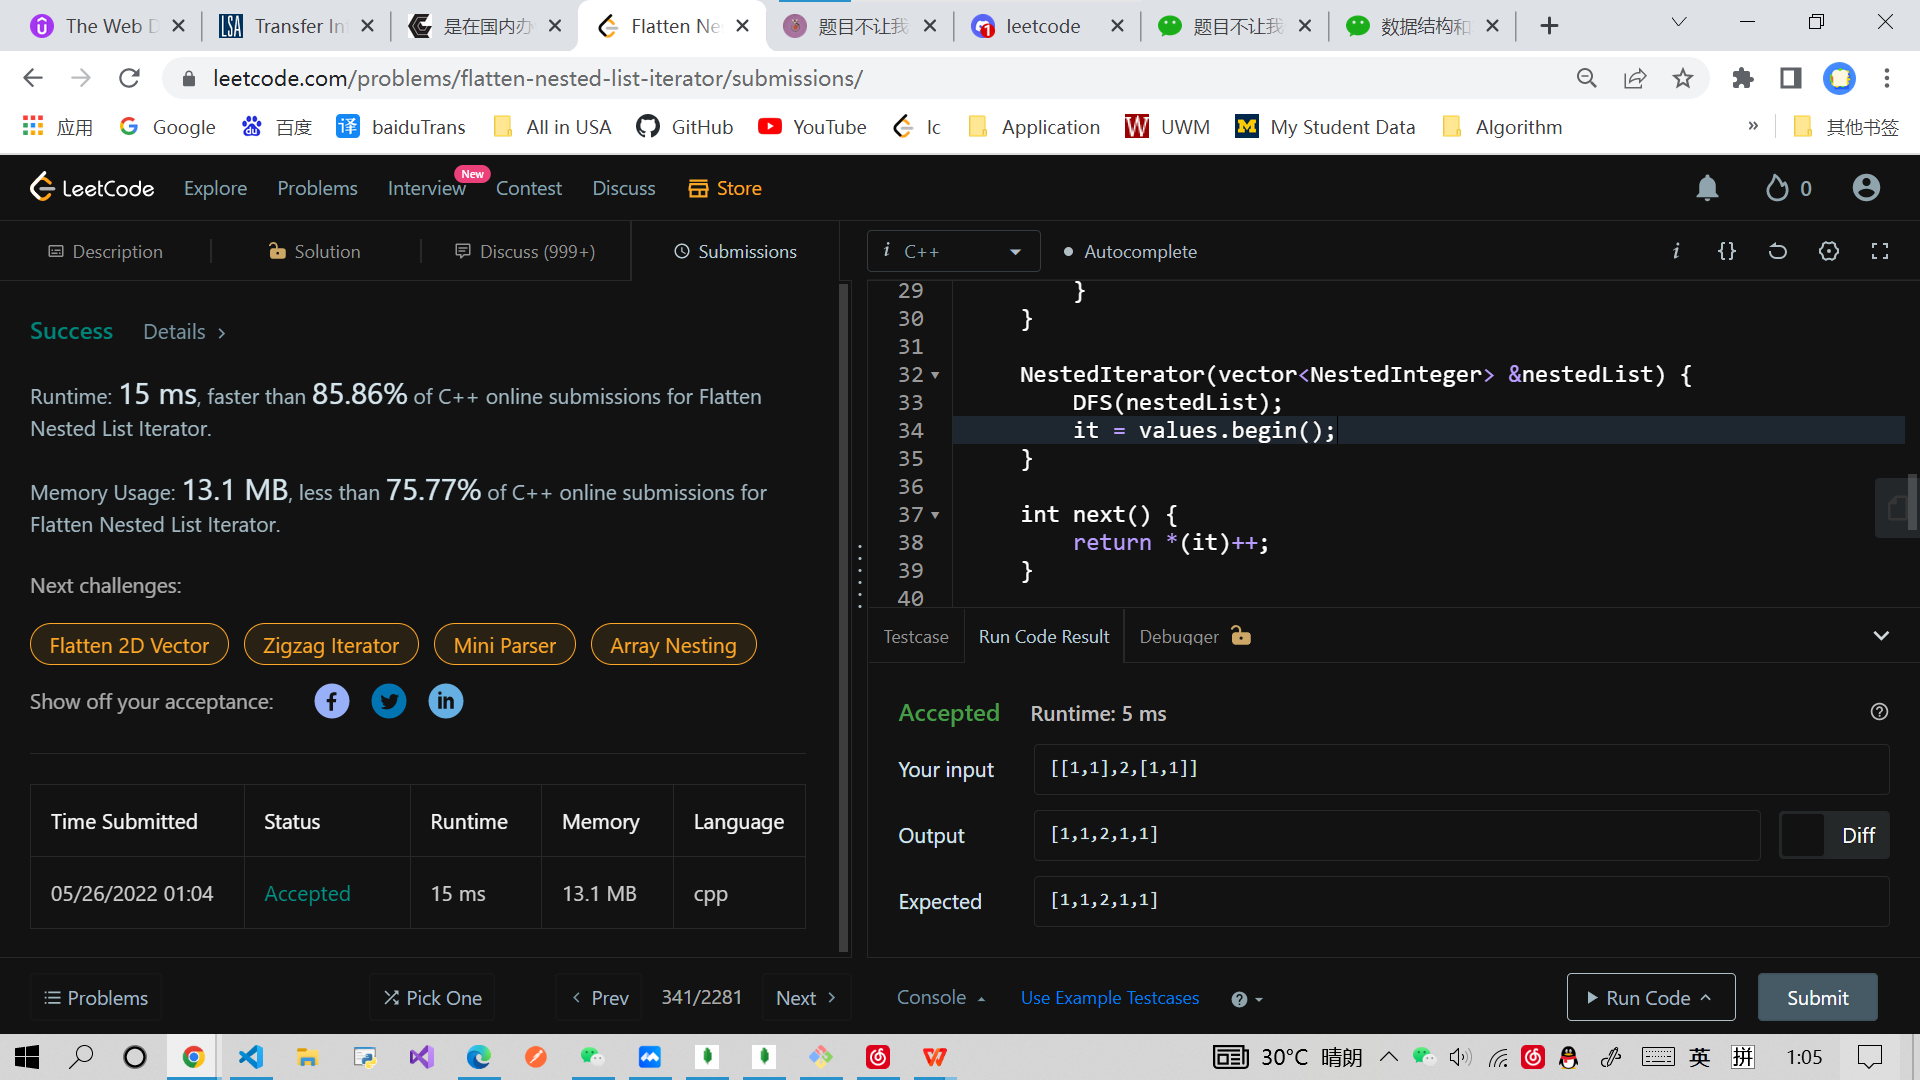 The Web D
Transfer In
是在国内办
Flatten Ne
题目不让我
leetcode
题目不让我
数据结构和
leetcode.com/problems/flatten-nested-list-iterator/submissions/
应用
Google
百度
译
baiduTrans
All in USA
GitHub
YouTube
lc
Application
UWM
My Student Data
Algorithm
»
其他书签
LeetCode
Explore
Problems
Interview
New
Contest
Discuss
Store
0
Description
Solution
Discuss (999+)
Submissions
i C++
Autocomplete
Success
Details
Runtime: 15 ms, faster than 85.86% of C++ online submissions for Flatten
Nested List Iterator.
Memory Usage: 13.1 MB, less than 75.77% of C++ online submissions for
Flatten Nested List Iterator.
Next challenges:
Flatten 2D Vector
Zigzag Iterator
Mini Parser
Array Nesting
Show off your acceptance:
Time Submitted Status Runtime Memory Language
05/26/2022 01:04 Accepted 15 ms 13.1 MB cpp
29 }
30 }
31
32 NestedIterator(vector<NestedInteger> &nestedList) {
33 DFS(nestedList);
34 it = values.begin();
35 }
36
37 int next() {
38 return *(it)++;
39 }
40
Testcase
Run Code Result
Debugger
Accepted
Runtime: 5 ms
Your input
[[1,1],2,[1,1]]
Output
[1,1,2,1,1]
Diff
Expected
[1,1,2,1,1]
Problems
Pick One
Prev
341/2281
Next
Console
Use Example Testcases
Run Code
Submit
30°C 晴朗
英
拼
1:05